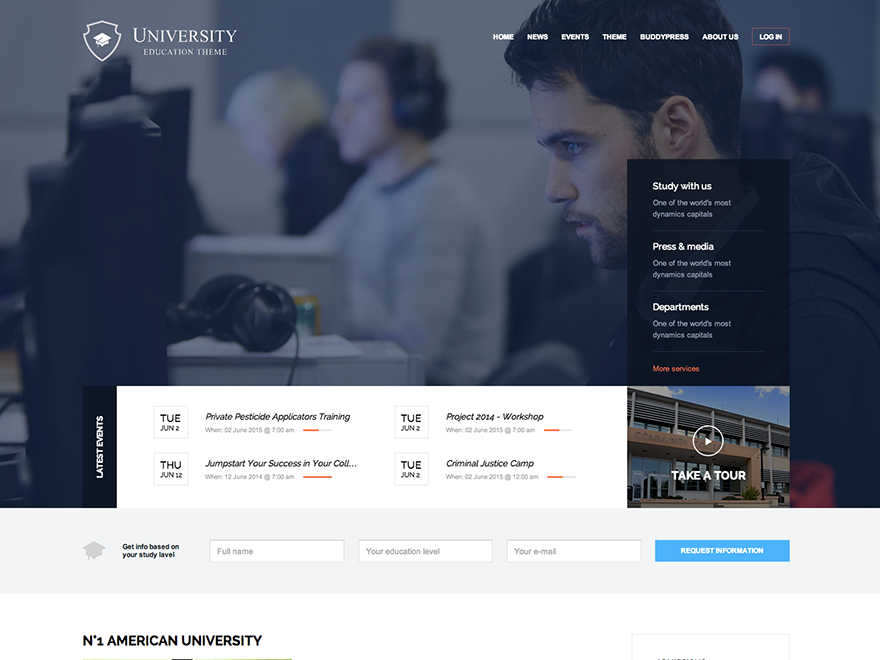 UNIVERSITY
EDUCATION THEME
HOME NEWS EVENTS THEME BUDDYPRESS ABOUT US LOG IN
Study with us
One of the world's most
dynamics capitals
Press & media
One of the world's most
dynamics capitals
Departments
One of the world's most
dynamics capitals
More services
LATEST EVENTS
TUE
JUN 2
Private Pesticide Applicators Training
When: 02 June 2015 @ 7:00 am
TUE
JUN 2
Project 2014 - Workshop
When: 02 June 2015 @ 7:00 am
THU
JUN 12
Jumpstart Your Success in Your Coll...
When: 12 June 2014 @ 7:00 am
TUE
JUN 2
Criminal Justice Camp
When: 02 June 2015 @ 12:00 am
TAKE A TOUR
Get info based on
your study lavel
Full name
Your education level
Your e-mail
REQUEST INFORMATION
N°1 AMERICAN UNIVERSITY